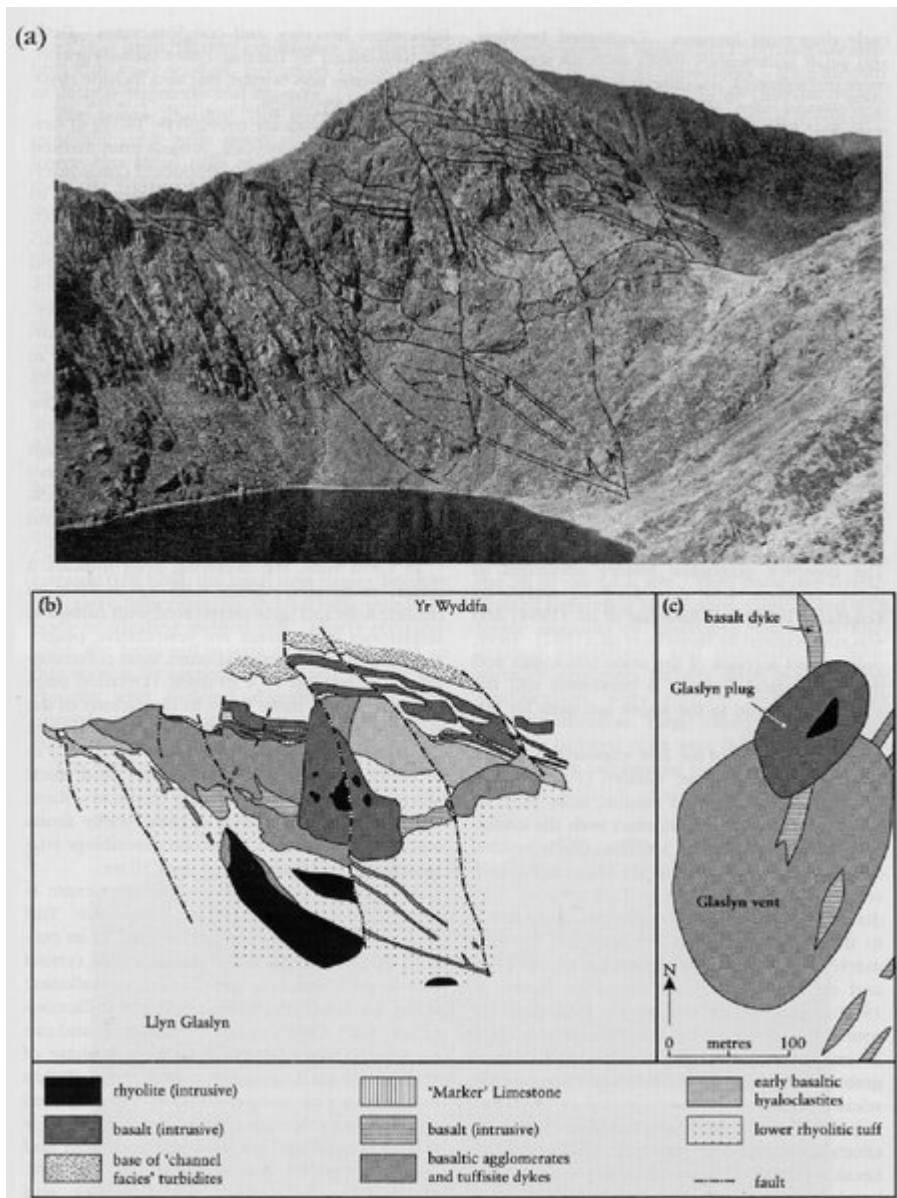 (a)
(b)
Yr Wyddfa
Llyn Glaslyn
(c)
basalt dyke
Glaslyn plug
Glaslyn vent
N
0 metres 100
rhyolite (intrusive)
basalt (intrusive)
base of 'channel
facies' turbidites
'Marker' Limestone
basalt (intrusive)
basaltic agglomerates
and tuffisite dykes
early basaltic
hyaloclastites
lower rhyolitic tuff
fault